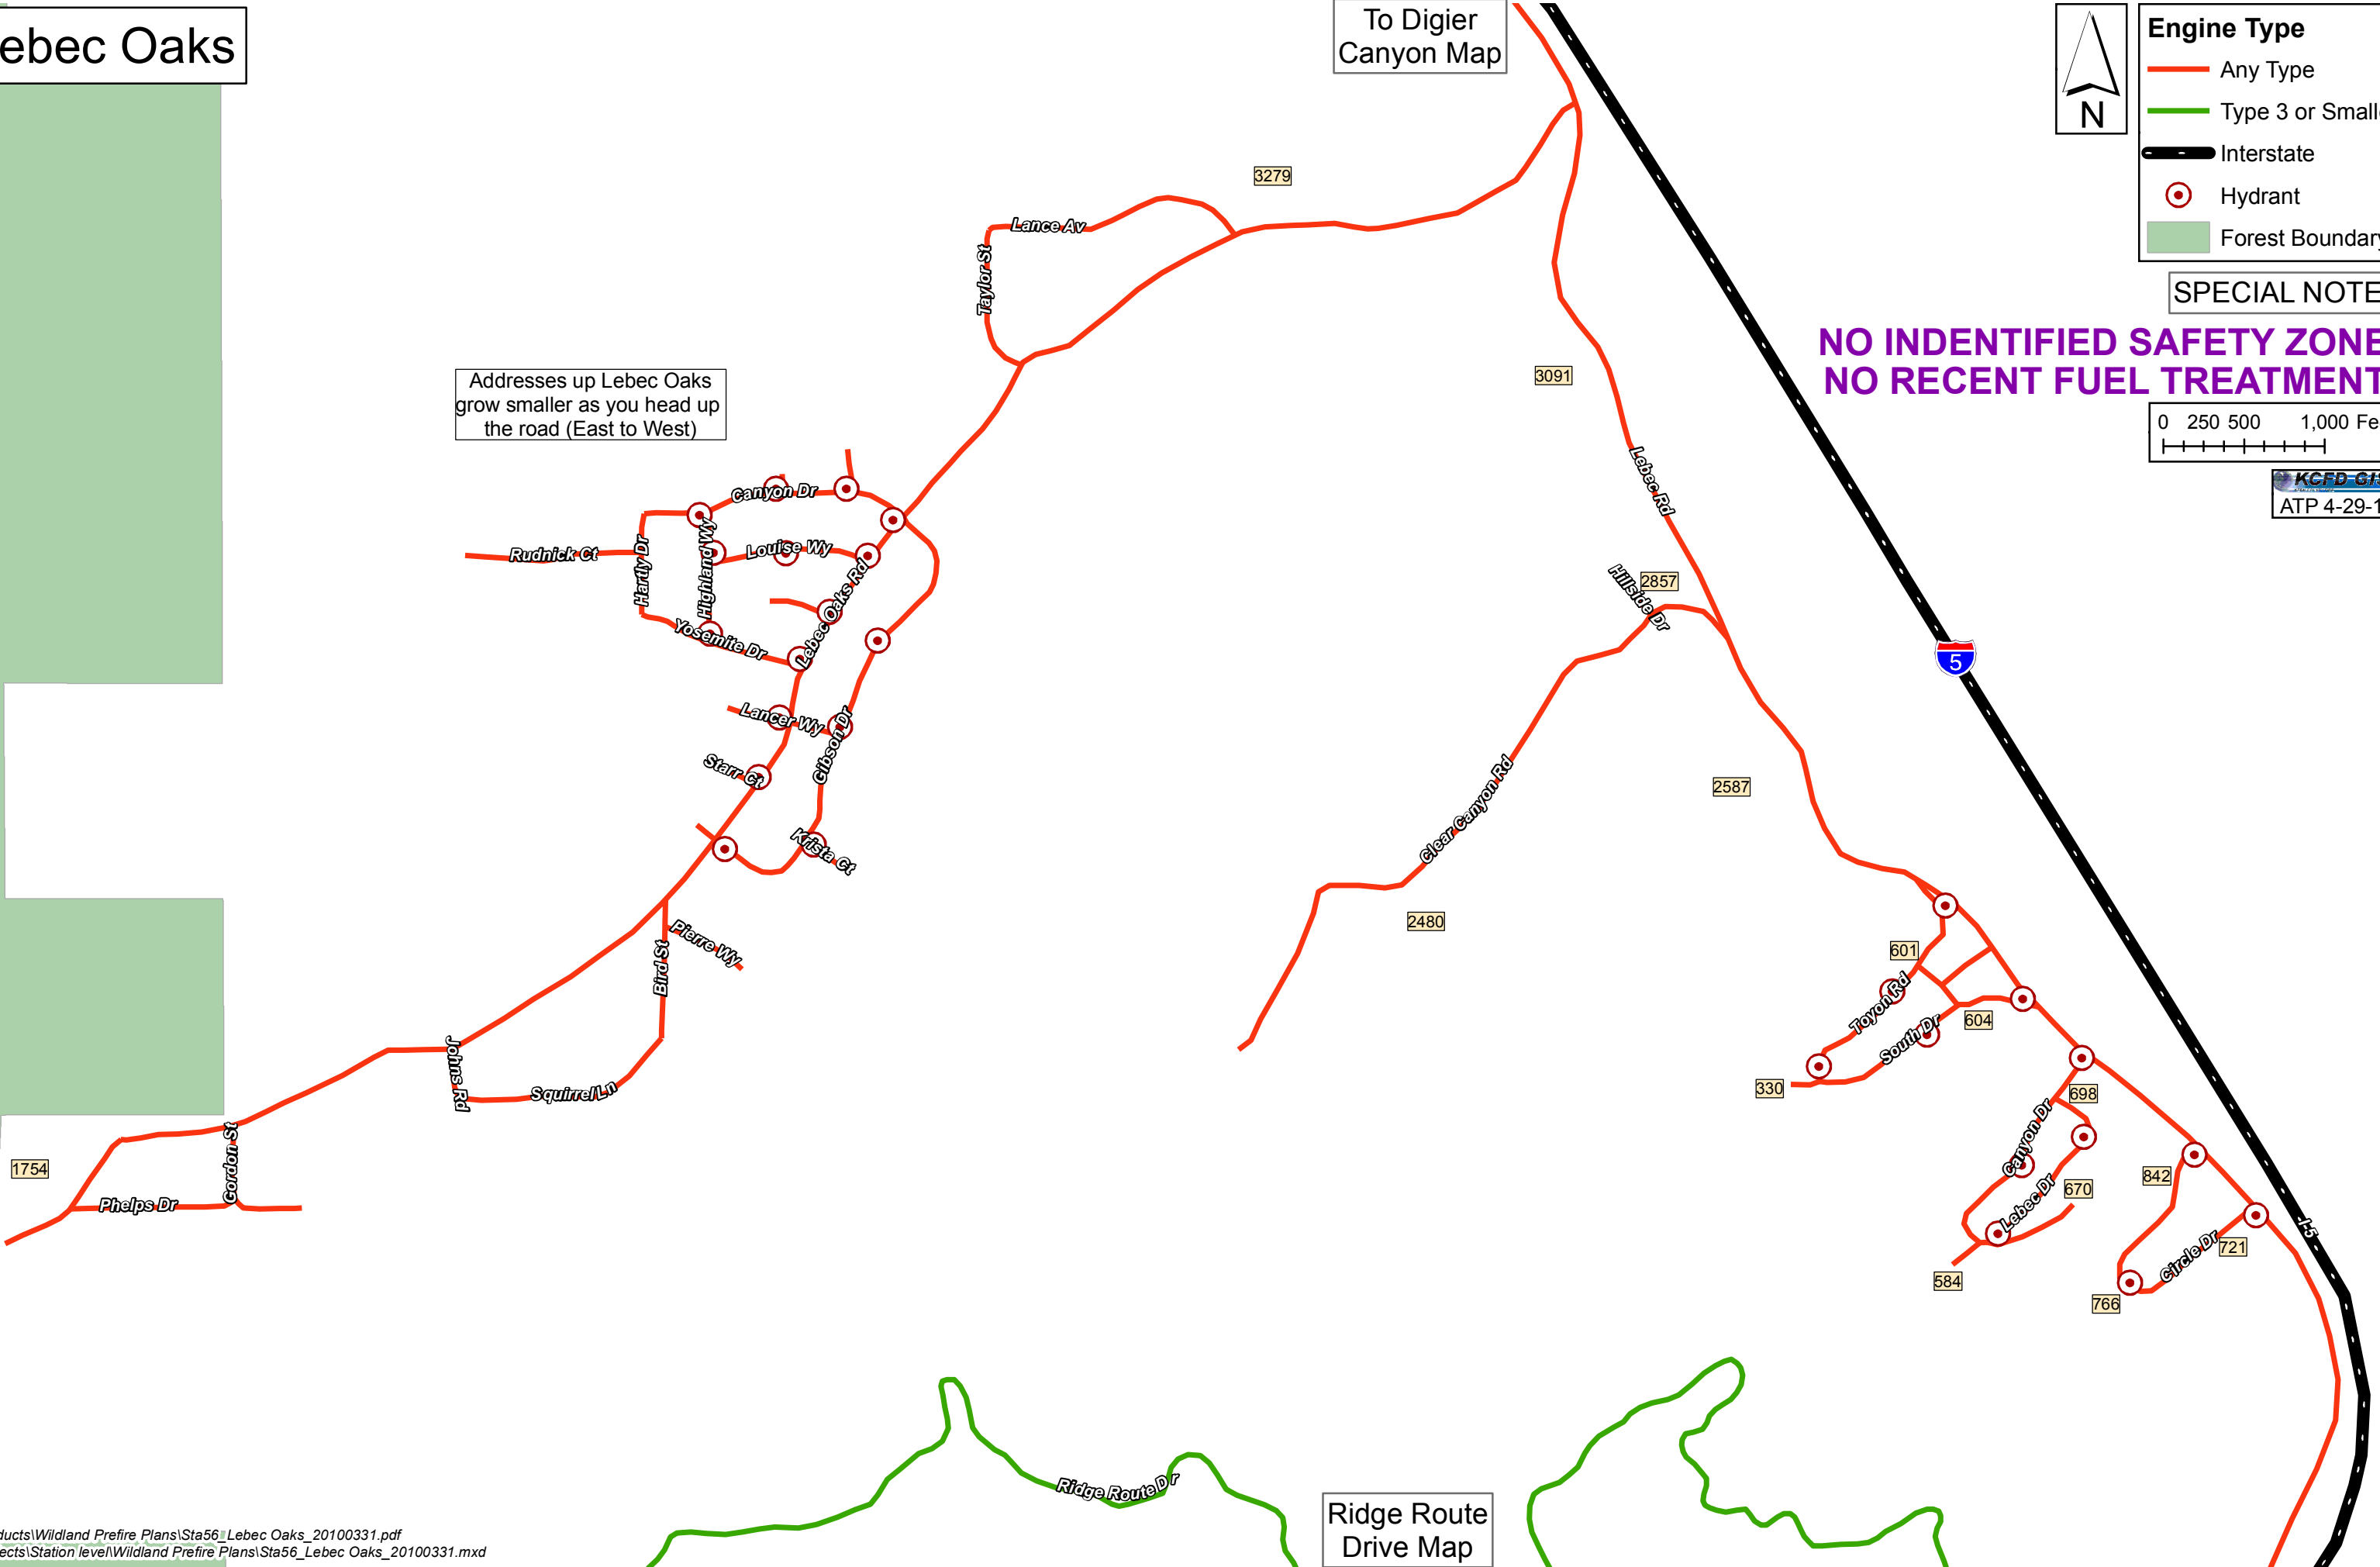 ebec Oaks
To Digier
Canyon Map
N
Engine Type
Any Type
Type 3 or Small
Interstate
Hydrant
Forest Boundary
SPECIAL NOTE
NO INDENTIFIED SAFETY ZONE
NO RECENT FUEL TREATMENT
0 250 500 1,000 Fe
KCFD GIS
ATP 4-29-1
3279
Lance Av
Taylor St
3091
Addresses up Lebec Oaks
grow smaller as you head up
the road (East to West)
Lebec Rd
Canyon Dr
Rudnick Ct
Hartly Dr
Highland Wy
Louise Wy
Lebec Oaks Rd
Yosemite Dr
Hillside Dr
2857
5
Lancer Wy
Gibson Dr
Starr Ct
Krista Ct
Clear Canyon Rd
2587
2480
Pierre Wy
Bird St
601
Toyon Rd
604
South Dr
330
Johns Rd
Squirrel Ln
698
Canyon Dr
Lebec Dr
670
584
842
Circle Dr
721
766
I-5
1754
Gordon St
Phelps Dr
Ridge Route Dr
Ridge Route
Drive Map
ducts\Wildland Prefire Plans\Sta56_Lebec Oaks_20100331.pdf
ects\Station level\Wildland Prefire Plans\Sta56_Lebec Oaks_20100331.mxd